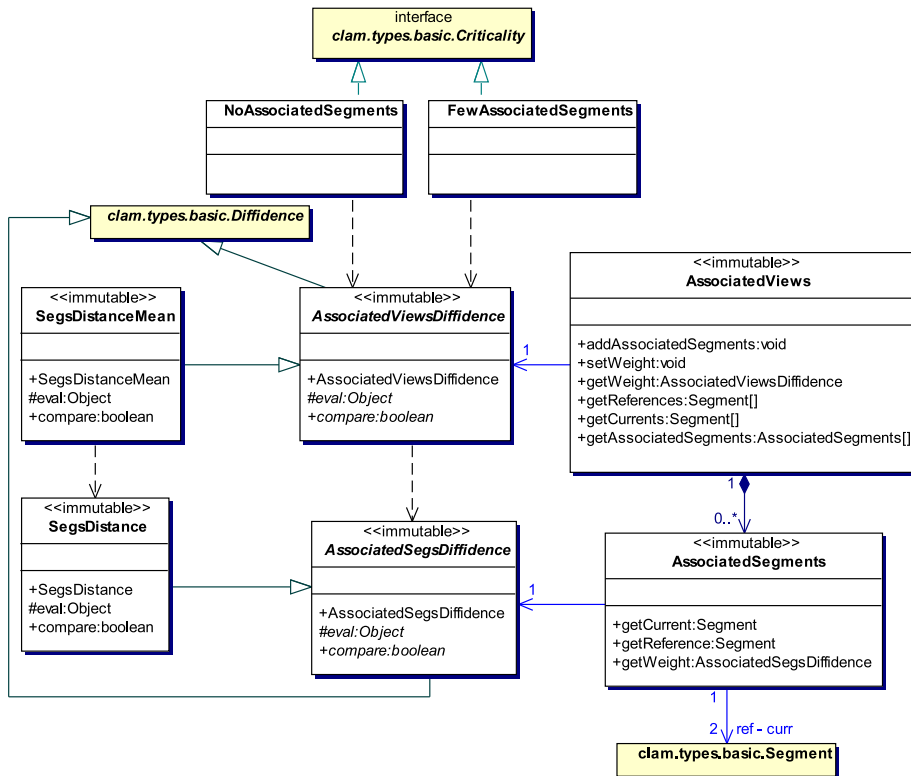 interface
clam.types.basic.Criticality
NoAssociatedSegments
FewAssociatedSegments
clam.types.basic.Diffidence
<<immutable>>
SegsDistanceMean
+SegsDistanceMean
#eval:Object
+compare:boolean
<<immutable>>
AssociatedViewsDiffidence
+AssociatedViewsDiffidence
#eval:Object
+compare:boolean
1
<<immutable>>
AssociatedViews
+addAssociatedSegments:void
+setWeight:void
+getWeight:AssociatedViewsDiffidence
+getReferences:Segment[]
+getCurrents:Segment[]
+getAssociatedSegments:AssociatedSegments[]
1
0..*
<<immutable>>
SegsDistance
+SegsDistance
#eval:Object
+compare:boolean
<<immutable>>
AssociatedSegsDiffidence
+AssociatedSegsDiffidence
#eval:Object
+compare:boolean
1
<<immutable>>
AssociatedSegments
+getCurrent:Segment
+getReference:Segment
+getWeight:AssociatedSegsDiffidence
1
2 ref - curr
clam.types.basic.Segment